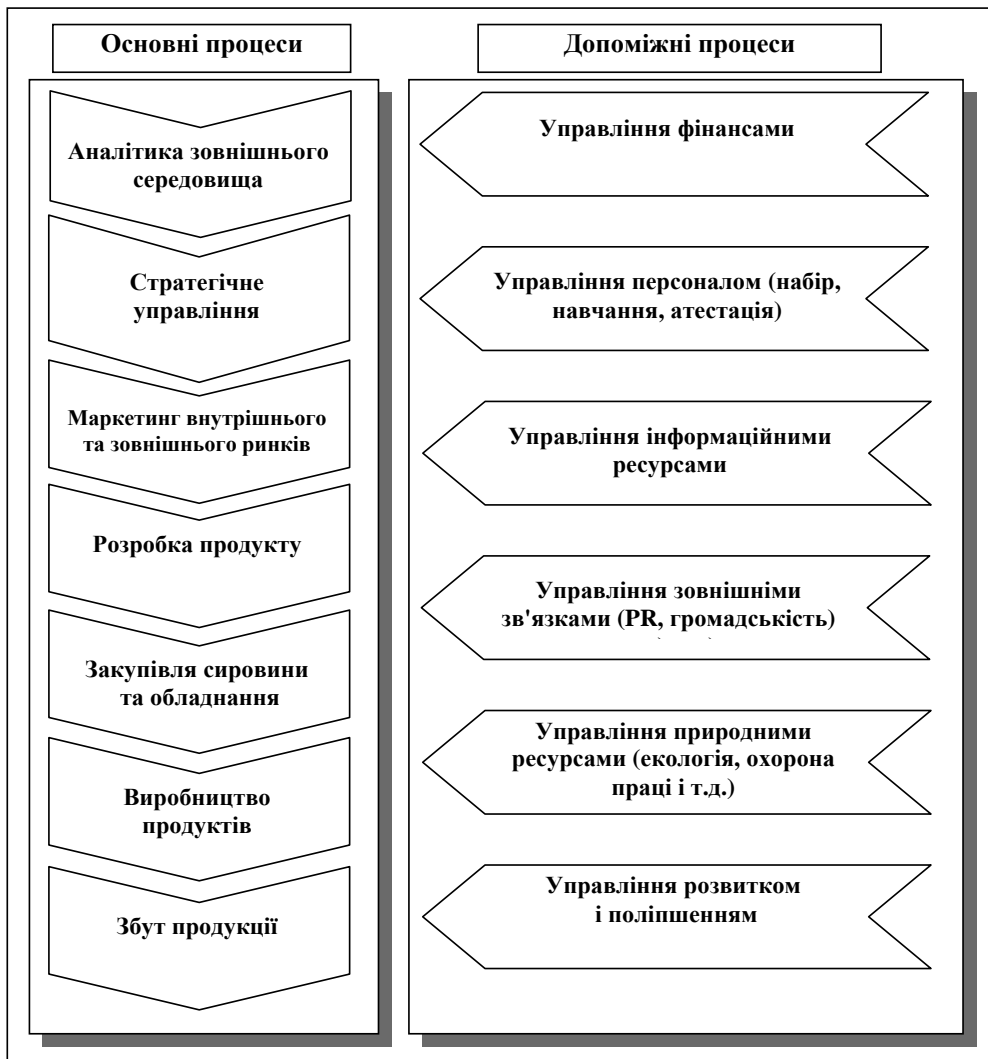 Основні процеси
Аналітика зовнішнього
середовища
Стратегічне
управління
Маркетинг внутрішнього
та зовнішнього ринків
Розробка продукту
Закупівля сировини
та обладнання
Виробництво
продуктів
Збут продукції
Допоміжні процеси
Управління фінансами
Управління персоналом (набір,
навчання, атестація)
Управління інформаційними
ресурсами
Управління зовнішніми
зв'язками (PR, громадськість)
Управління природними
ресурсами (екологія, охорона
праці і т.д.)
Управління розвитком
і поліпшенням